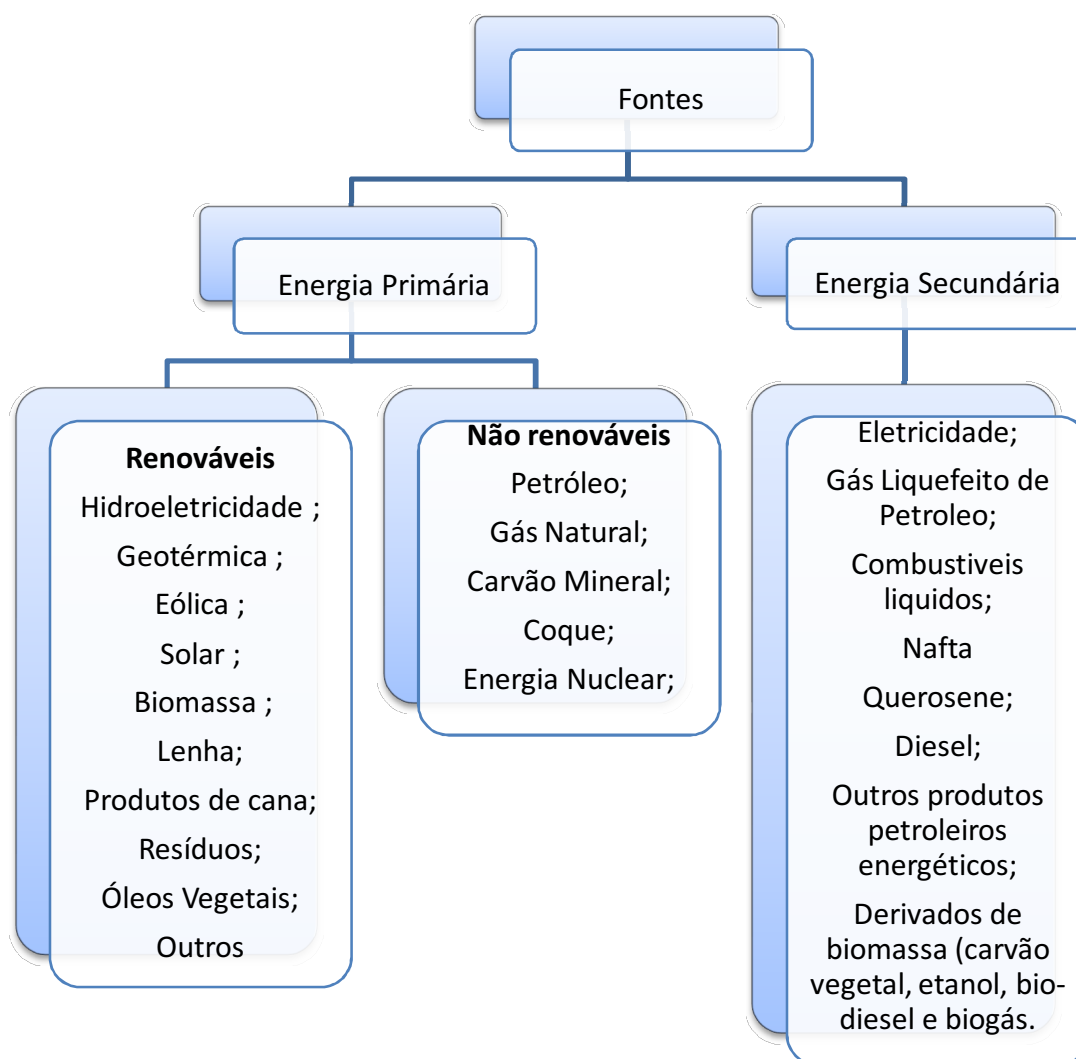 Fontes
Energia Primária
Energia Secundária
Renováveis
Hidroeletricidade ;
Geotérmica ;
Eólica ;
Solar ;
Biomassa ;
Lenha;
Produtos de cana;
Resíduos;
Óleos Vegetais;
Outros
Não renováveis
Petróleo;
Gás Natural;
Carvão Mineral;
Coque;
Energia Nuclear;
Eletricidade;
Gás Liquefeito de
Petroleo;
Combustiveis
liquidos;
Nafta
Querosene;
Diesel;
Outros produtos
petroleiros
energéticos;
Derivados de
biomassa (carvão
vegetal, etanol, bio-
diesel e biogás.